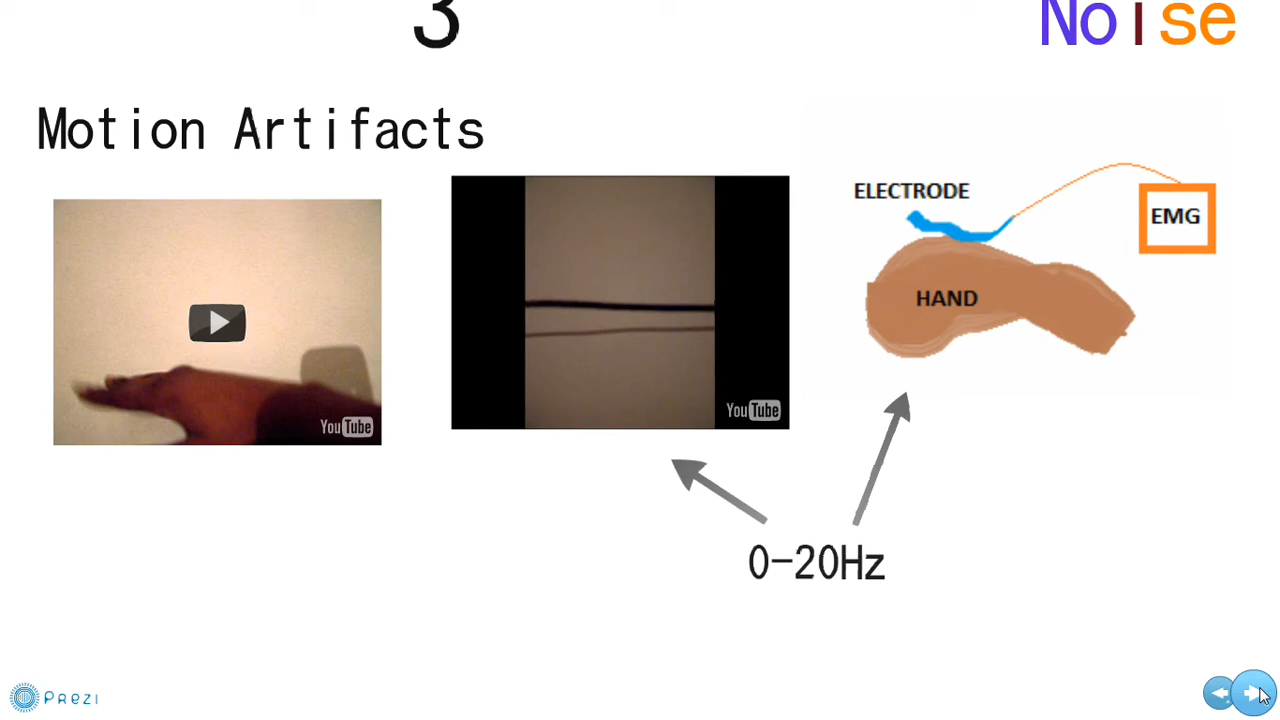 3
Noise
Motion Artifacts
ELECTRODE
EMG
HAND
YouTube
YouTube
0-20Hz
Prezi